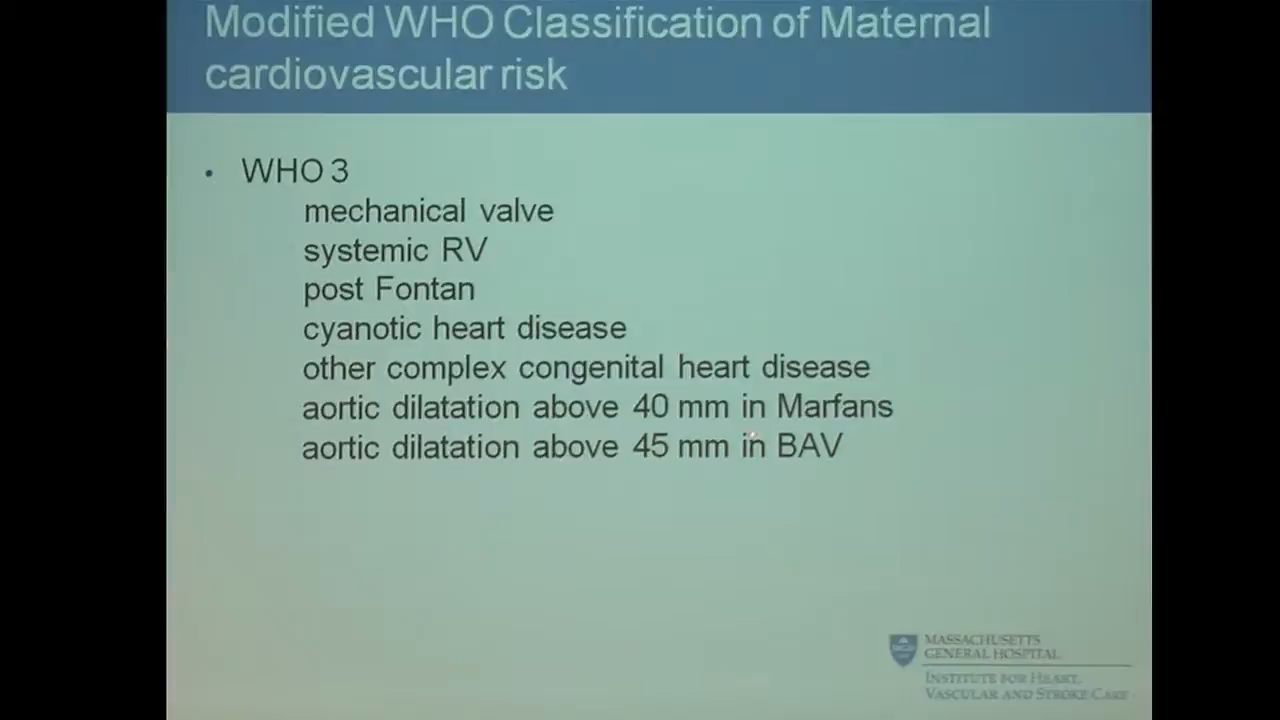 Modified WHO Classification of Maternal
cardiovascular risk
• WHO 3
mechanical valve
systemic RV
post Fontan
cyanotic heart disease
other complex congenital heart disease
aortic dilatation above 40 mm in Marfans
aortic dilatation above 45 mm in BAV
MASSACHUSETTS
GENERAL HOSPITAL
INSTITUTE FOR HEART,
VASCULAR AND STROKE CARE